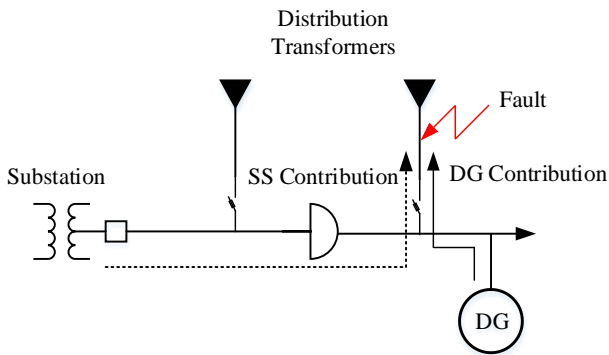 Distribution
Transformers
Fault
Substation
SS Contribution
DG Contribution
DG